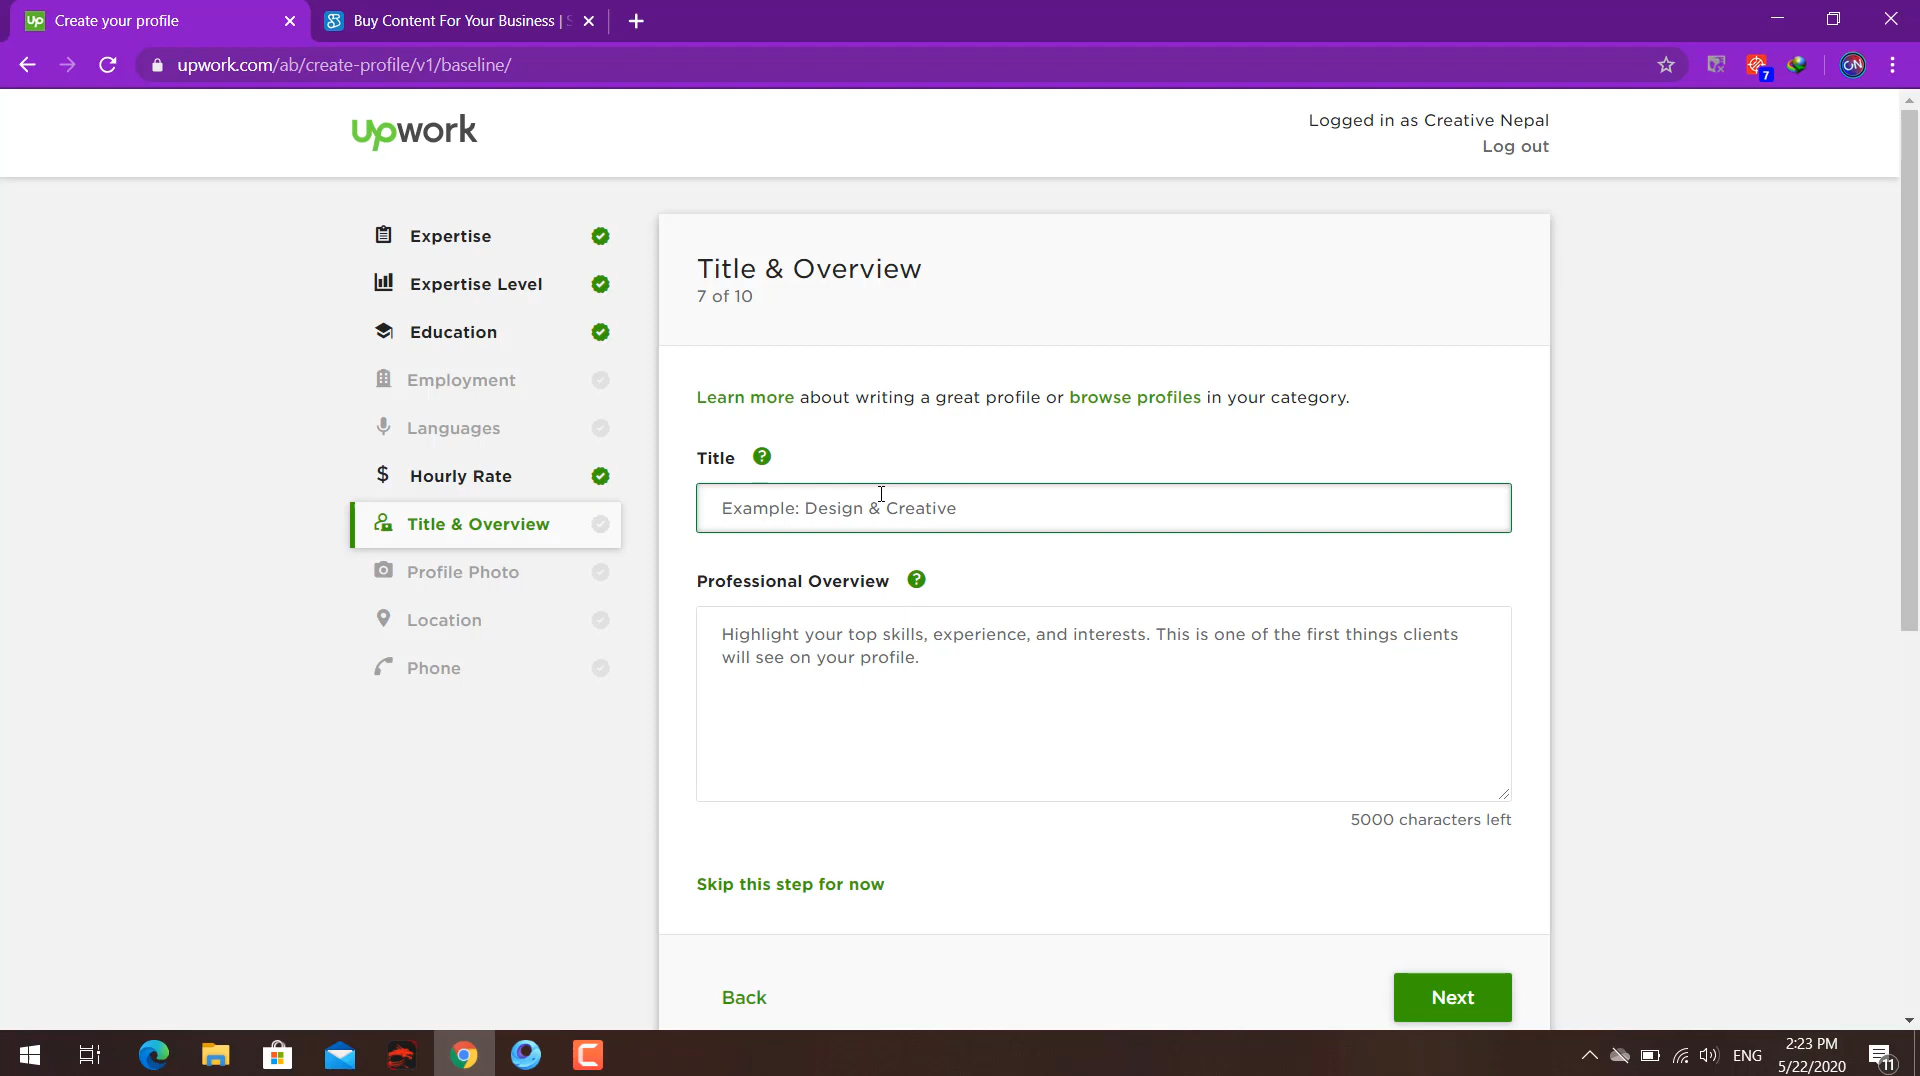 Create your profile
Buy Content For Your Business |
upwork.com/ab/create-profile/v1/baseline/
7
upwork
Logged in as Creative Nepal
Log out
Expertise
Expertise Level
Education
Employment
Languages
Hourly Rate
Title & Overview
Profile Photo
Location
Phone
Title & Overview
7 of 10
Learn more about writing a great profile or browse profiles in your category.
Title
Example: Design & Creative
Professional Overview
Highlight your top skills, experience, and interests. This is one of the first things clients
will see on your profile.
5000 characters left
Skip this step for now
Back
Next
ENG
2:23 PM
5/22/2020
11